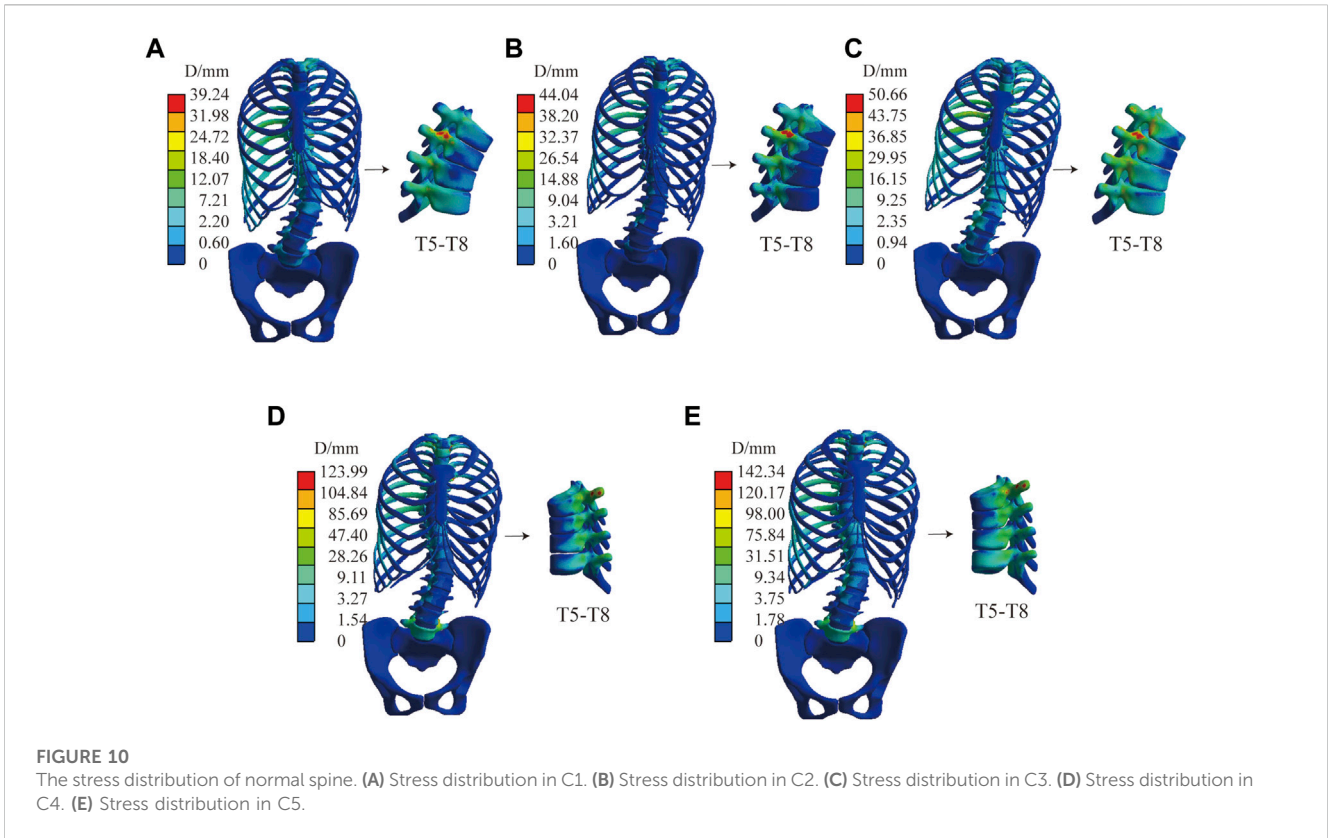 A
D/mm
39.24
31.98
24.72
18.40
12.07
7.21
2.20
0.60
0
T5-T8
B
D/mm
44.04
38.20
32.37
26.54
14.88
9.04
3.21
1.60
0
T5-T8
C
D/mm
50.66
43.75
36.85
29.95
16.15
9.25
2.35
0.94
0
T5-T8
D
D/mm
123.99
104.84
85.69
47.40
28.26
9.11
3.27
1.54
0
T5-T8
E
D/mm
142.34
120.17
98.00
75.84
31.51
9.34
3.75
1.78
0
T5-T8
FIGURE 10
The stress distribution of normal spine. (A) Stress distribution in C1. (B) Stress distribution in C2. (C) Stress distribution in C3. (D) Stress distribution in
C4. (E) Stress distribution in C5.